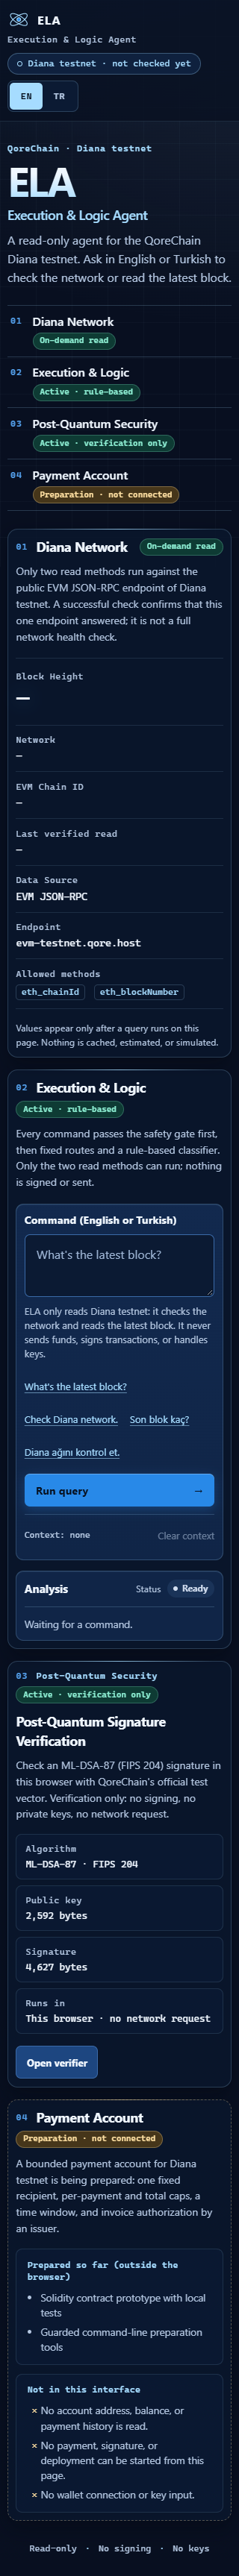 ELA
Execution & Logic Agent
Diana testnet · not checked yet
EN TR
QoreChain · Diana testnet
ELA
Execution & Logic Agent
A read-only agent for the QoreChain
Diana testnet. Ask in English or Turkish to
check the network or read the latest block.
01 Diana Network
On-demand read
02 Execution & Logic
Active · rule-based
03 Post-Quantum Security
Active · verification only
04 Payment Account
Preparation · not connected
01 Diana Network On-demand read
Only two read methods run against the
public EVM JSON-RPC endpoint of Diana
testnet. A successful check confirms that this
one endpoint answered; it is not a full
network health check.
Block Height
—
Network
—
EVM Chain ID
—
Last verified read
—
Data Source
EVM JSON-RPC
Endpoint
evm-testnet.qore.host
Allowed methods
eth_chainId eth_blockNumber
Values appear only after a query runs on this
page. Nothing is cached, estimated, or simulated.
02 Execution & Logic
Active · rule-based
Every command passes the safety gate first,
then fixed routes and a rule-based classifier.
Only the two read methods can run; nothing
is signed or sent.
Command (English or Turkish)
What's the latest block?
ELA only reads Diana testnet: it checks the
network and reads the latest block. It never
sends funds, signs transactions, or handles
keys.
What's the latest block?
Check Diana network. Son blok kaç?
Diana ağını kontrol et.
Run query →
Context: none Clear context
Analysis Status Ready
Waiting for a command.
03 Post-Quantum Security
Active · verification only
Post-Quantum Signature
Verification
Check an ML-DSA-87 (FIPS 204) signature in
this browser with QoreChain's official test
vector. Verification only: no signing, no
private keys, no network request.
Algorithm
ML-DSA-87 · FIPS 204
Public key
2,592 bytes
Signature
4,627 bytes
Runs in
This browser · no network request
Open verifier
04 Payment Account
Preparation · not connected
A bounded payment account for Diana
testnet is being prepared: one fixed
recipient, per-payment and total caps, a
time window, and invoice authorization by
an issuer.
Prepared so far (outside the
browser)
• Solidity contract prototype with local
tests
• Guarded command-line preparation
tools
Not in this interface
× No account address, balance, or
payment history is read.
× No payment, signature, or
deployment can be started from this
page.
× No wallet connection or key input.
Read-only · No signing · No keys